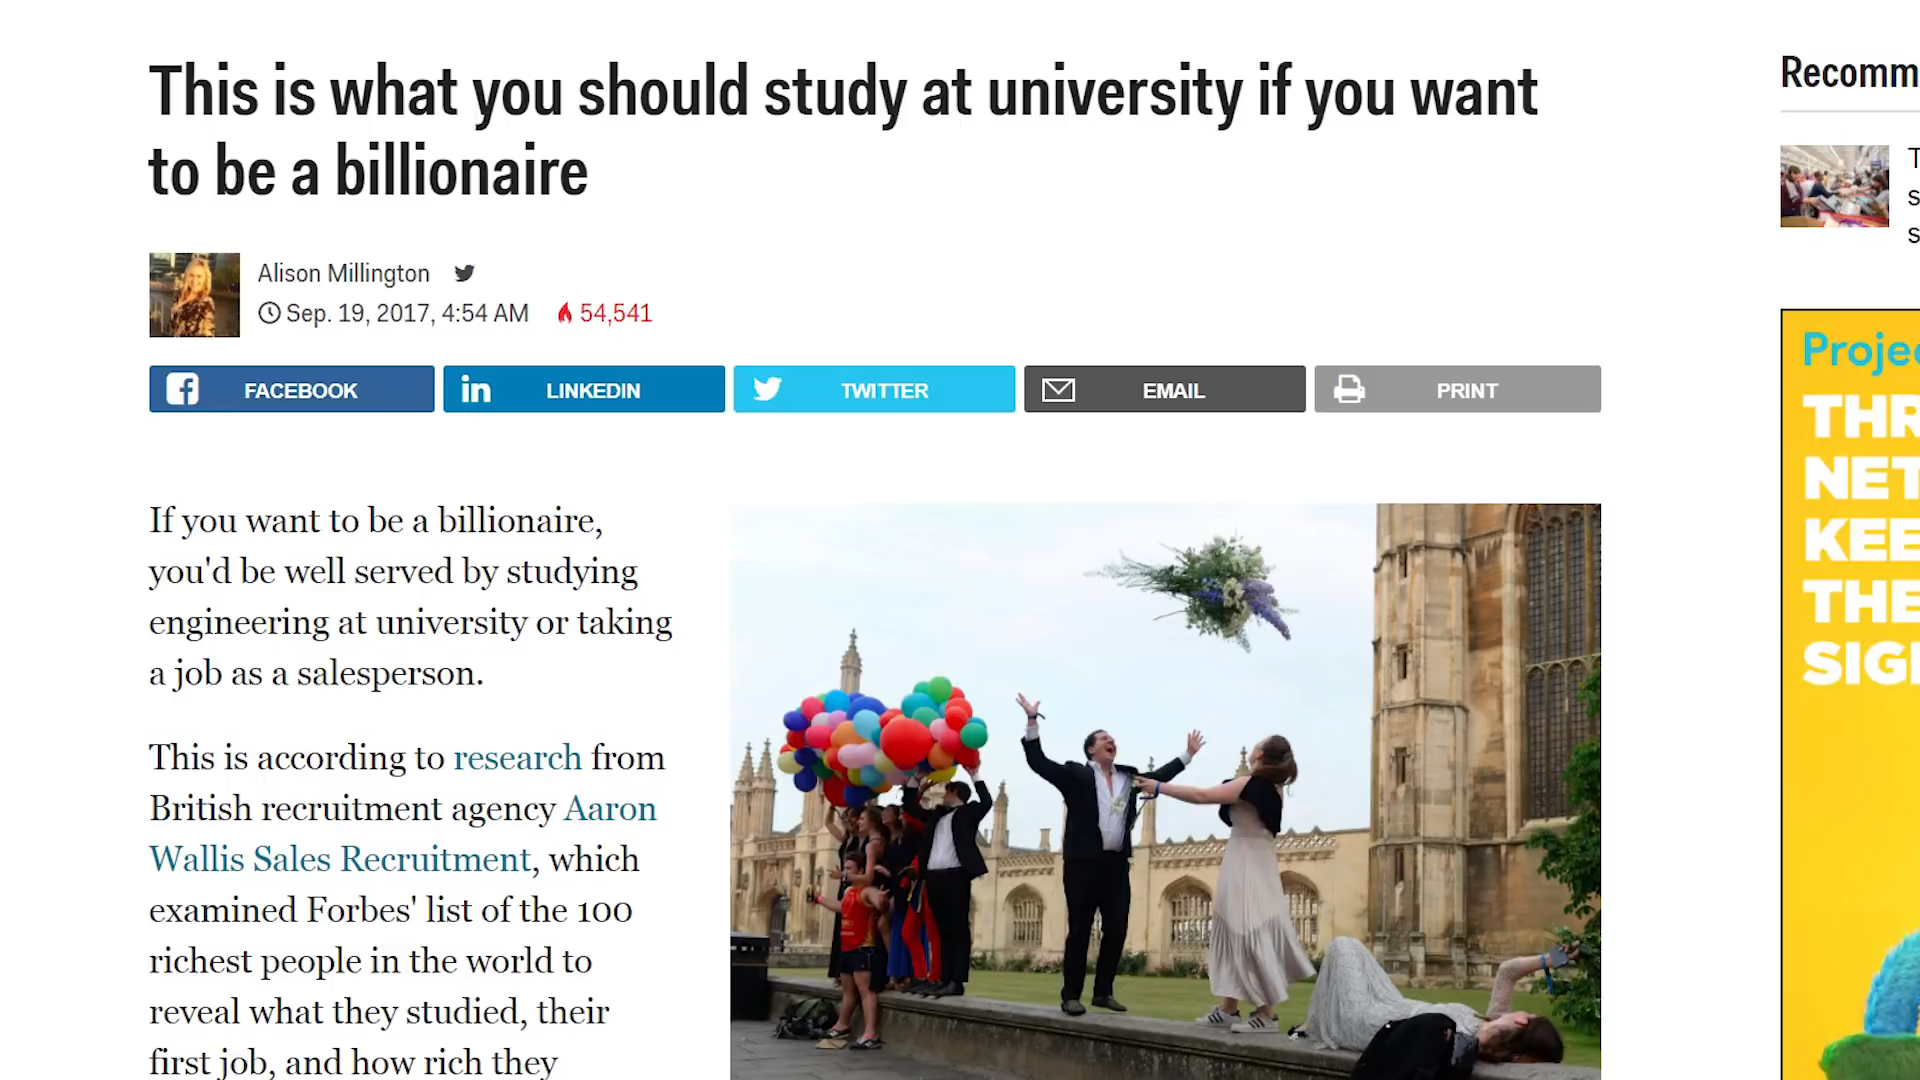 This is what you should study at university if you want
to be a billionaire
Alison Millington
Sep. 19, 2017, 4:54 AM 54,541
FACEBOOK LINKEDIN TWITTER EMAIL PRINT
If you want to be a billionaire,
you'd be well served by studying
engineering at university or taking
a job as a salesperson.
This is according to research from
British recruitment agency Aaron
Wallis Sales Recruitment, which
examined Forbes' list of the 100
richest people in the world to
reveal what they studied, their
first job, and how rich they
Recomm
T
s
s
Projec
THR
NET
KEE
THE
SIG